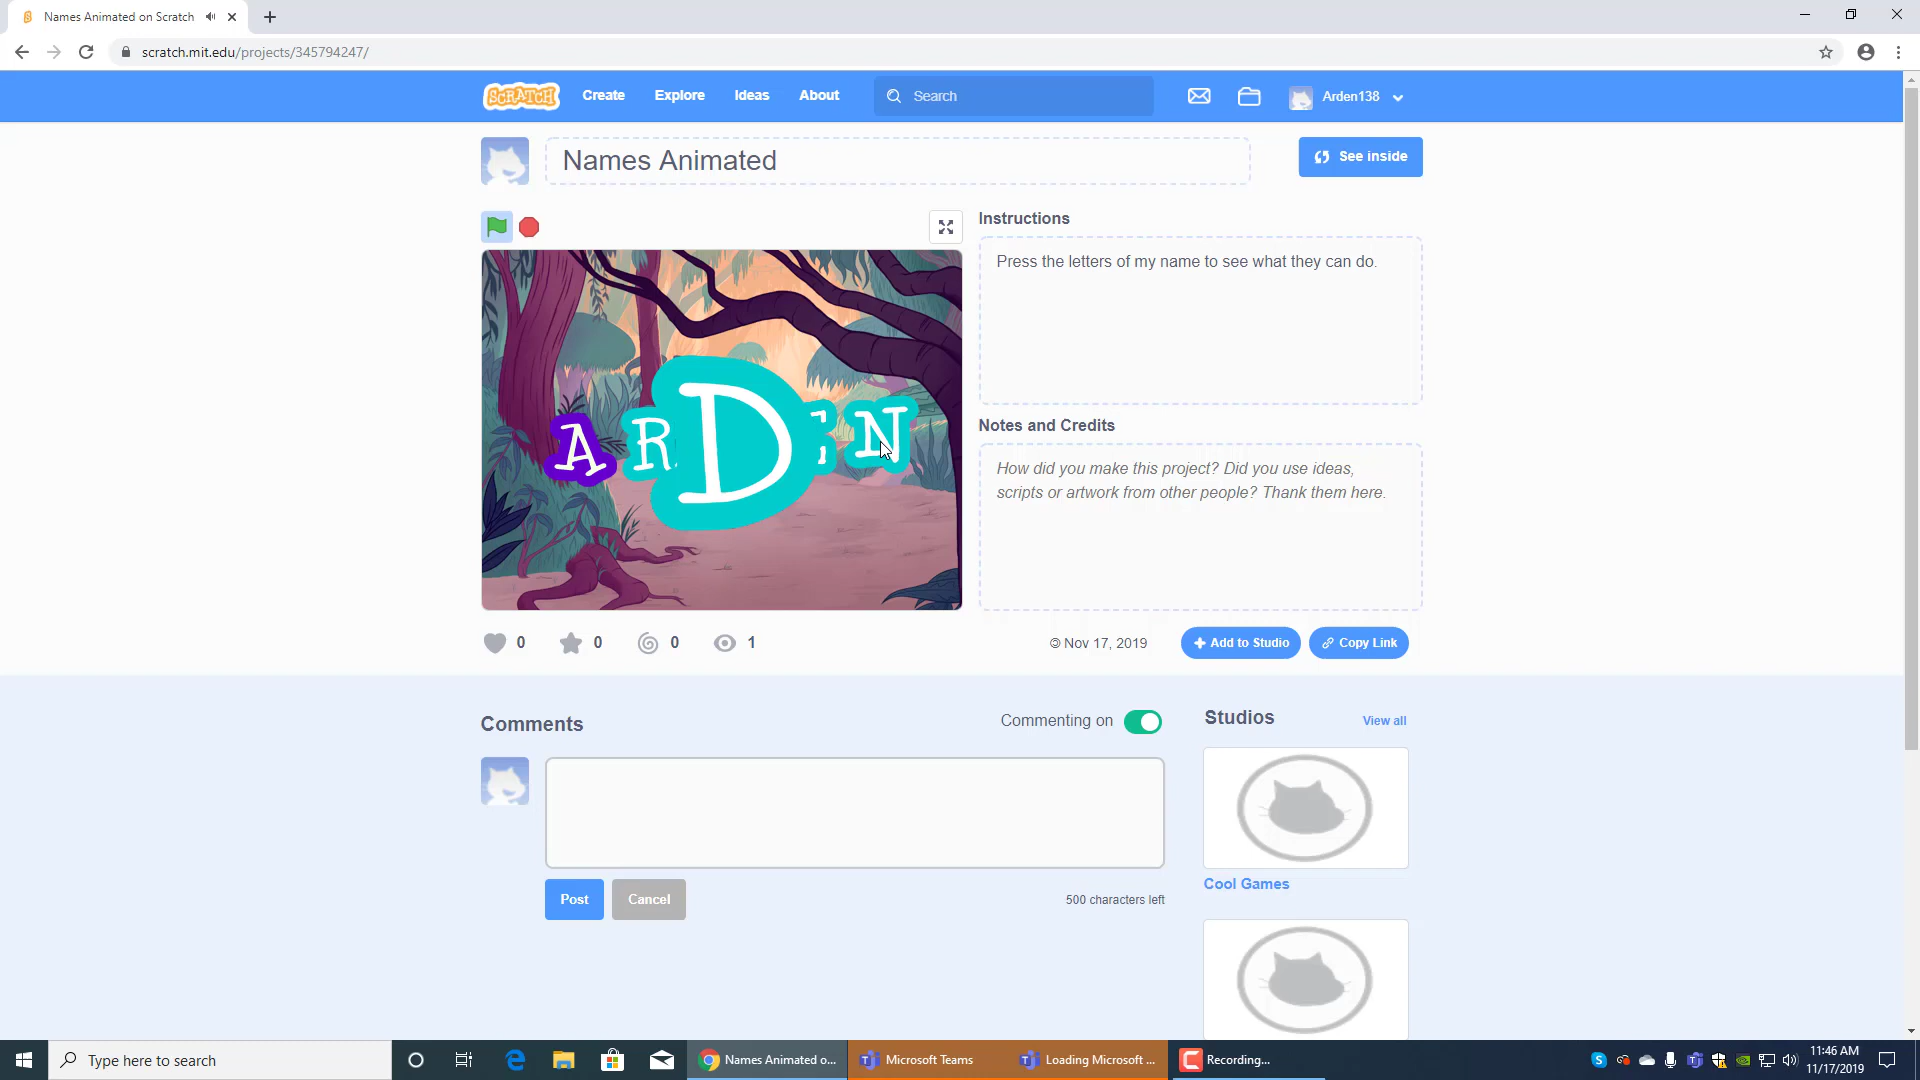 Names Animated on Scratch
scratch.mit.edu/projects/345794247/
SCRATCH
Create
Explore
Ideas
About
Search
Arden138
Names Animated
See inside
Instructions
Press the letters of my name to see what they can do.
A R D N
Notes and Credits
How did you make this project? Did you use ideas,
scripts or artwork from other people? Thank them here.
0
0
0
1
© Nov 17, 2019
Add to Studio
Copy Link
Comments
Commenting on
Studios
View all
Post
Cancel
500 characters left
Cool Games
Type here to search
Names Animated o...
Microsoft Teams
Loading Microsoft ...
Recording...
11:46 AM
11/17/2019